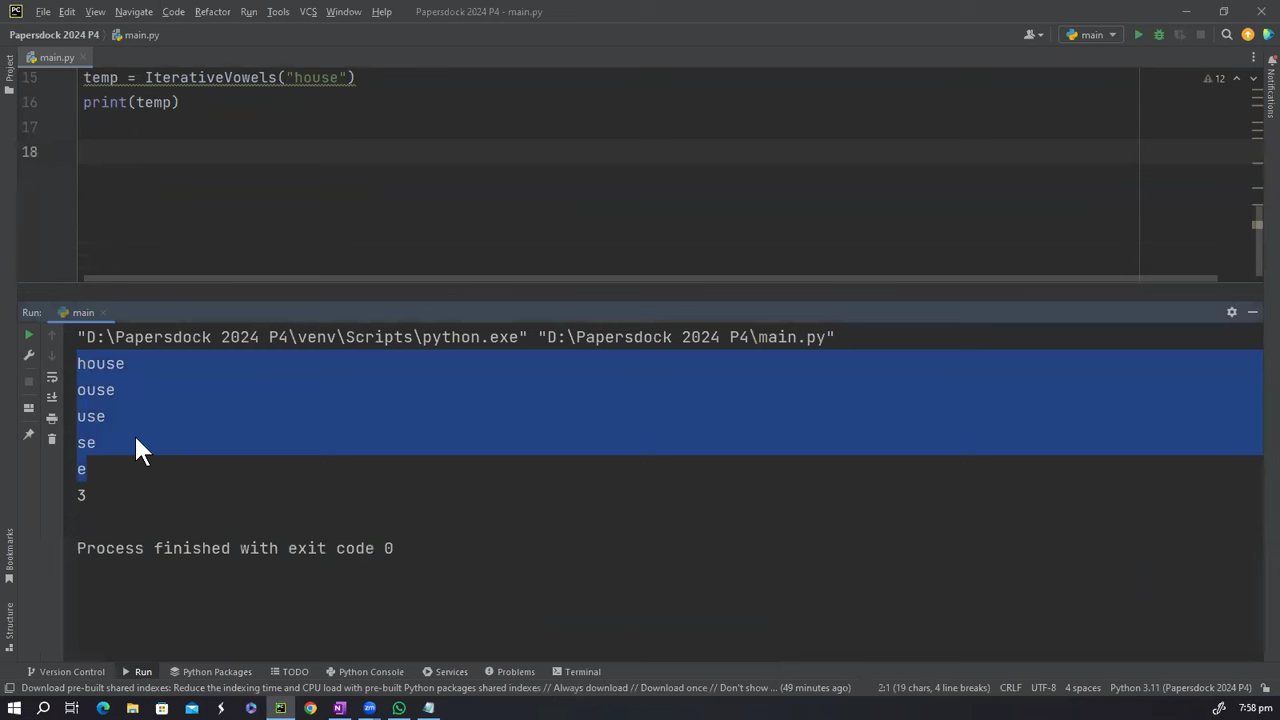 PC File Edit View Navigate Code Refactor Run Tools VCS Window Help Papersdock 2024 P4 - main.py
Papersdock 2024 P4 main.py main
main.py
Project
Notifications
15 temp = IterativeVowels("house") 12
16 print(temp)
17
18
Run: main
"D:\Papersdock 2024 P4\venv\Scripts\python.exe" "D:\Papersdock 2024 P4\main.py"
house
ouse
use
se
e
3
Process finished with exit code 0
Bookmarks
Structure
Version Control Run Python Packages TODO Python Console Services Problems Terminal
Download pre-built shared indexes: Reduce the indexing time and CPU load with pre-built Python packages shared indexes // Always download // Download once // Don't show ... (49 minutes ago) 2:1 (19 chars, 4 line breaks) CRLF UTF-8 4 spaces Python 3.11 (Papersdock 2024 P4)
7:58 pm